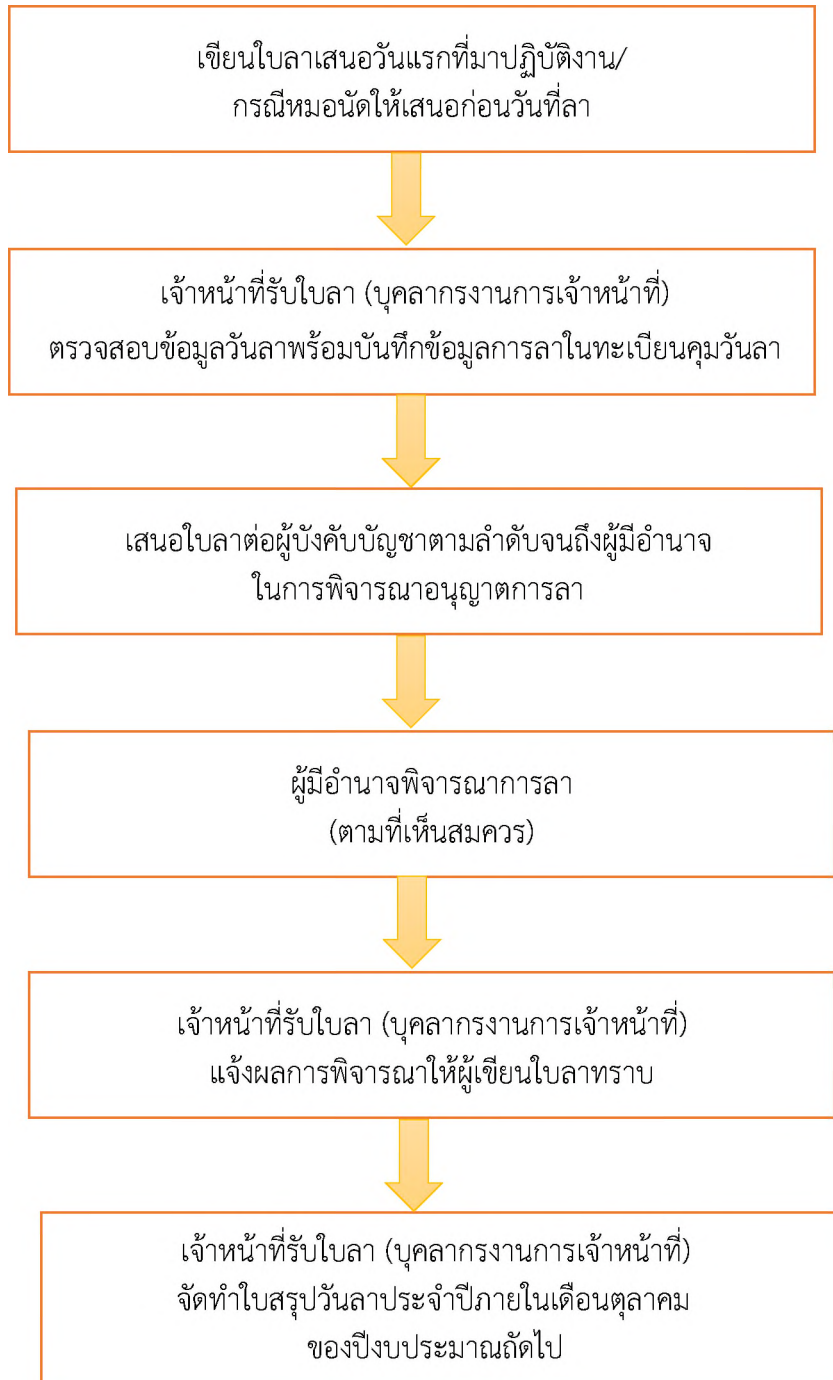 เขียนใบลาเสนอวันแรกที่มาปฏิบัติงาน/
กรณีหมอนัดให้เสนอก่อนวันที่ลา
เจ้าหน้าที่รับใบลา (บุคลากรงานการเจ้าหน้าที่)
ตรวจสอบข้อมูลวันลาพร้อมบันทึกข้อมูลการลาในทะเบียนคุมวันลา
เสนอใบลาต่อผู้บังคับบัญชาตามลำดับจนถึงผู้มีอำนาจ
ในการพิจารณาอนุญาตการลา
ผู้มีอำนาจพิจารณาการลา
(ตามที่เห็นสมควร)
เจ้าหน้าที่รับใบลา (บุคลากรงานการเจ้าหน้าที่)
แจ้งผลการพิจารณาให้ผู้เขียนใบลาทราบ
เจ้าหน้าที่รับใบลา (บุคลากรงานการเจ้าหน้าที่)
จัดทำใบสรุปวันลาประจำปีภายในเดือนตุลาคม
ของปีงบประมาณถัดไป